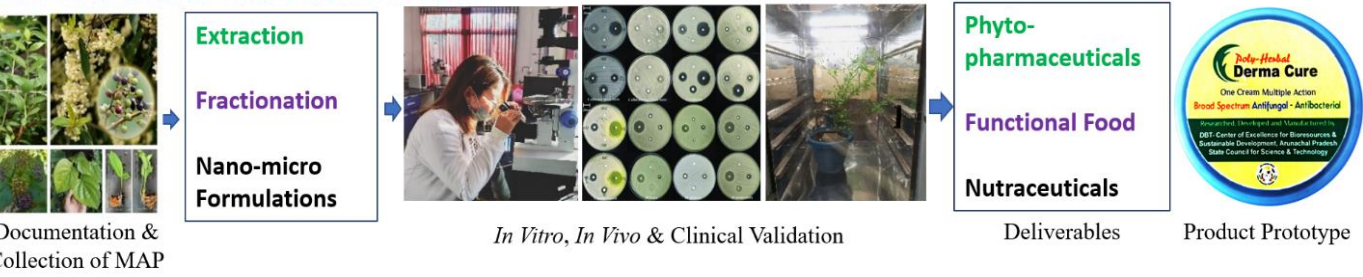 Documentation &
Collection of MAP
Extraction
Fractionation
Nano-micro
Formulations
In Vitro, In Vivo & Clinical Validation
Phyto-
pharmaceuticals
Functional Food
Nutraceuticals
Deliverables
Poly-Herbal
Derma Cure
One Cream Multiple Action
Broad Spectrum Antifungal - Antibacterial
Researched, Developed and Manufactured by
DBT- Center of Excellence for Bioresources &
Sustainable Development, Arunachal Pradesh
State Council for Science & Technology
Product Prototype